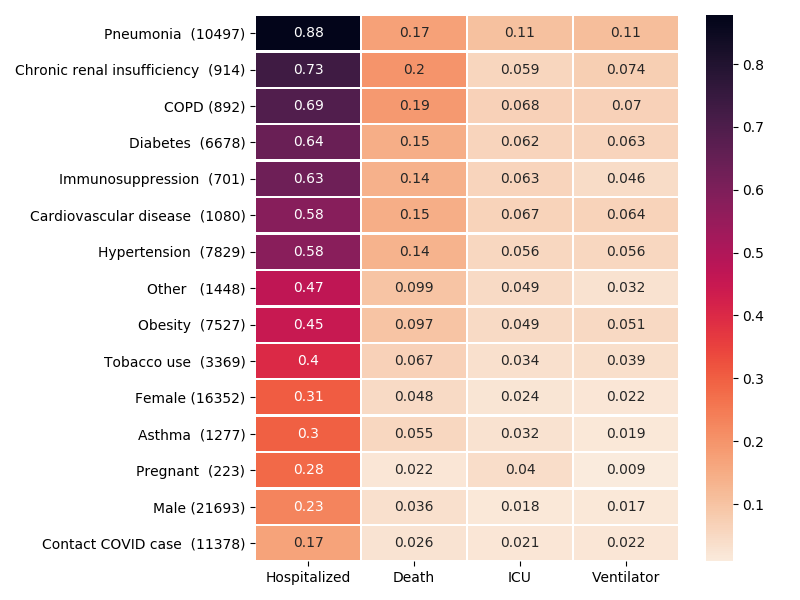 Pneumonia (10497) 0.88 0.17 0.11 0.11
Chronic renal insufficiency (914) 0.73 0.2 0.059 0.074
COPD (892) 0.69 0.19 0.068 0.07
Diabetes (6678) 0.64 0.15 0.062 0.063
Immunosuppression (701) 0.63 0.14 0.063 0.046
Cardiovascular disease (1080) 0.58 0.15 0.067 0.064
Hypertension (7829) 0.58 0.14 0.056 0.056
Other (1448) 0.47 0.099 0.049 0.032
Obesity (7527) 0.45 0.097 0.049 0.051
Tobacco use (3369) 0.4 0.067 0.034 0.039
Female (16352) 0.31 0.048 0.024 0.022
Asthma (1277) 0.3 0.055 0.032 0.019
Pregnant (223) 0.28 0.022 0.04 0.009
Male (21693) 0.23 0.036 0.018 0.017
Contact COVID case (11378) 0.17 0.026 0.021 0.022
Hospitalized Death ICU Ventilator
0.8
0.7
0.6
0.5
0.4
0.3
0.2
0.1